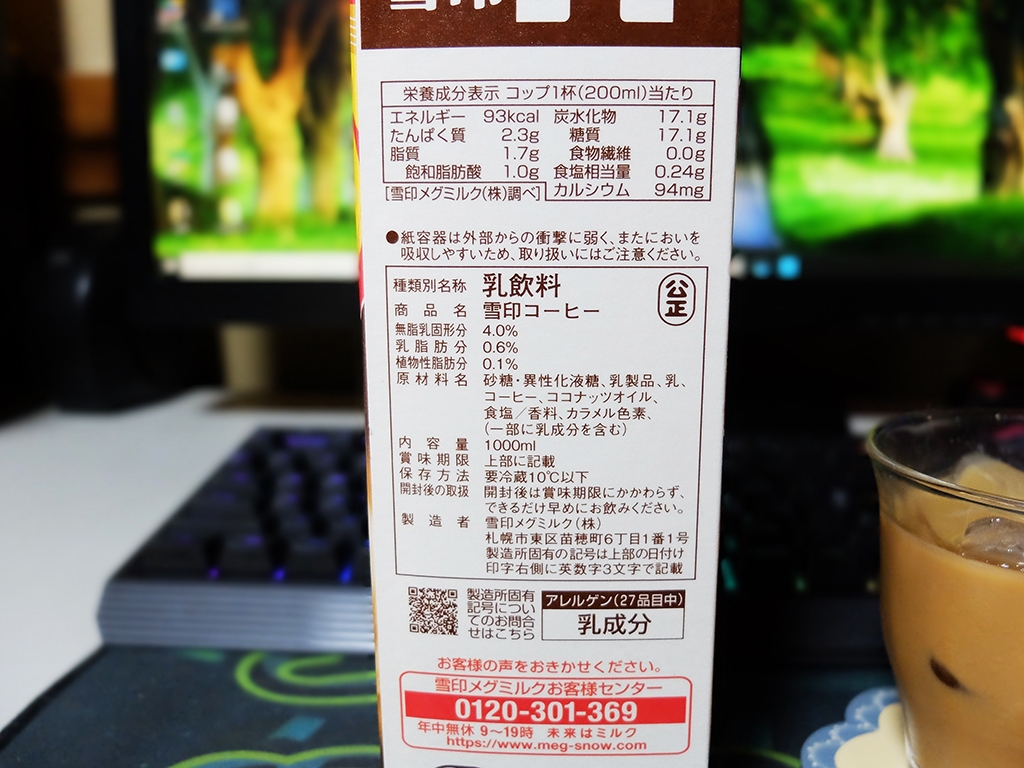 雪印
栄養成分表示 コップ1杯(200ml)当たり
エネルギー 93kcal 炭水化物 17.1g
たんぱく質 2.3g 糖質 17.1g
脂質 1.7g 食物繊維 0.0g
飽和脂肪酸 1.0g 食塩相当量 0.24g
[雪印メグミルク(株)調べ] カルシウム 94mg
●紙容器は外部からの衝撃に弱く、またにおいを
吸収しやすいため、取り扱いにはご注意ください。
種類別名称 乳飲料
公正
商品名 雪印コーヒー
無脂乳固形分 4.0%
乳脂肪分 0.6%
植物性脂肪分 0.1%
原材料名 砂糖・異性化液糖、乳製品、乳、
コーヒー、ココナッツオイル、
食塩/香料、カラメル色素、
(一部に乳成分を含む)
内容量 1000ml
賞味期限 上部に記載
保存方法 要冷蔵10℃以下
開封後の取扱 開封後は賞味期限にかかわらず、
できるだけ早めにお飲みください。
製造者 雪印メグミルク(株)
札幌市東区苗穂町6丁目1番1号
製造所固有の記号は上部の日付け
印字右側に英数字3文字で記載
製造所固有
記号につい
てのお問合
せはこちら
アレルゲン(27品目中)
乳成分
お客様の声をおきかせください。
雪印メグミルクお客様センター
0120-301-369
年中無休 9~19時 未来はミルク
https://www.meg-snow.com